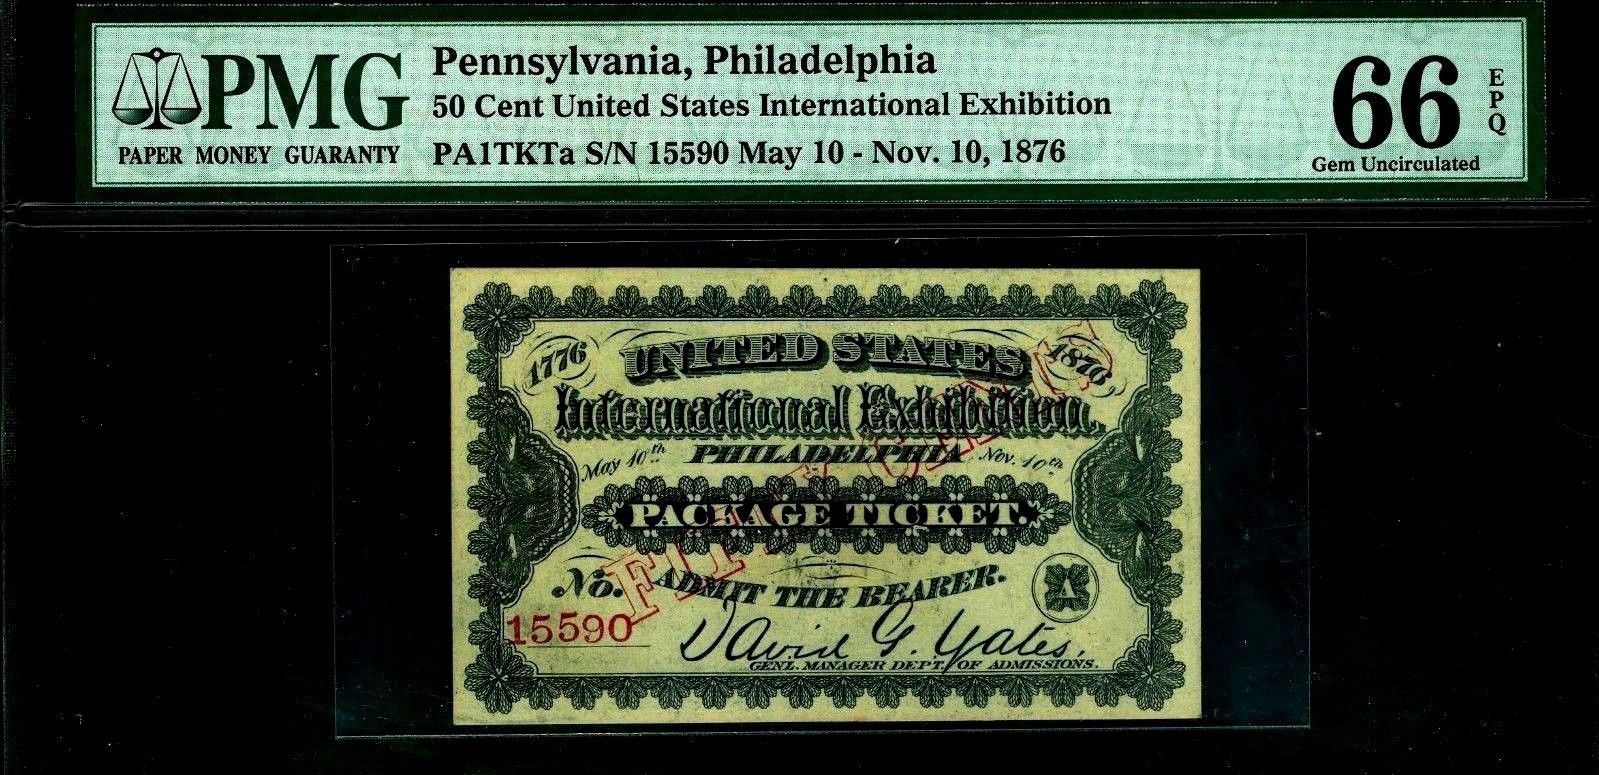 PMG
PAPER MONEY GUARANTY
Pennsylvania, Philadelphia
50 Cent United States International Exhibition
PA1TKTa S/N 15590 May 10 - Nov. 10, 1876
66 EPQ
Gem Uncirculated
1776 UNITED STATES 1876,
International Exhibition,
May 10th PHILADELPHIA Nov. 10th
PACKAGE TICKET.
FIFTY CENTS
No. ADMIT THE BEARER. A
15590
David G. Yates,
GENL. MANAGER DEPT. OF ADMISSIONS.